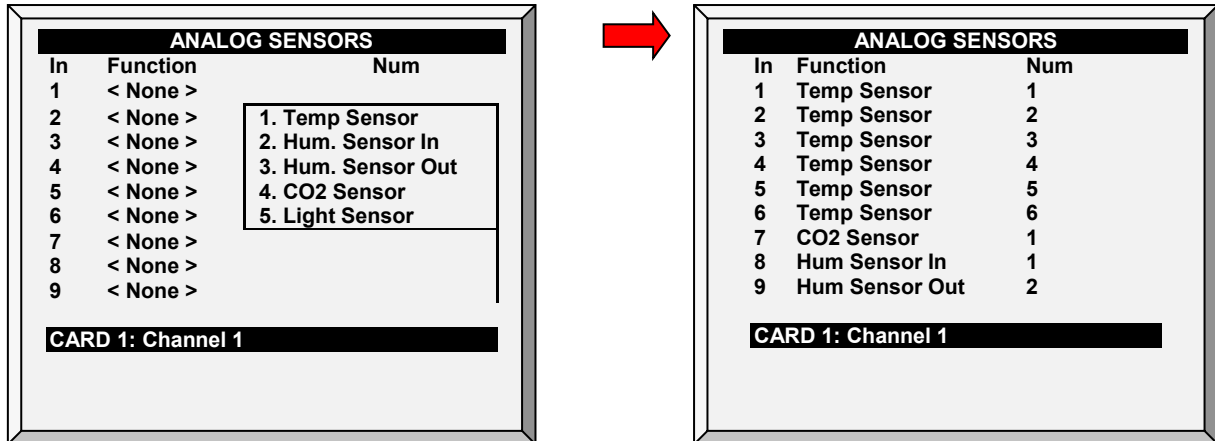 ANALOG SENSORS
In Function Num
1 < None >
2 < None > 1. Temp Sensor
3 < None > 2. Hum. Sensor In
4 < None > 3. Hum. Sensor Out
5 < None > 4. CO2 Sensor
6 < None > 5. Light Sensor
7 < None >
8 < None >
9 < None >
CARD 1: Channel 1
ANALOG SENSORS
In Function Num
1 Temp Sensor 1
2 Temp Sensor 2
3 Temp Sensor 3
4 Temp Sensor 4
5 Temp Sensor 5
6 Temp Sensor 6
7 CO2 Sensor 1
8 Hum Sensor In 1
9 Hum Sensor Out 2
CARD 1: Channel 1